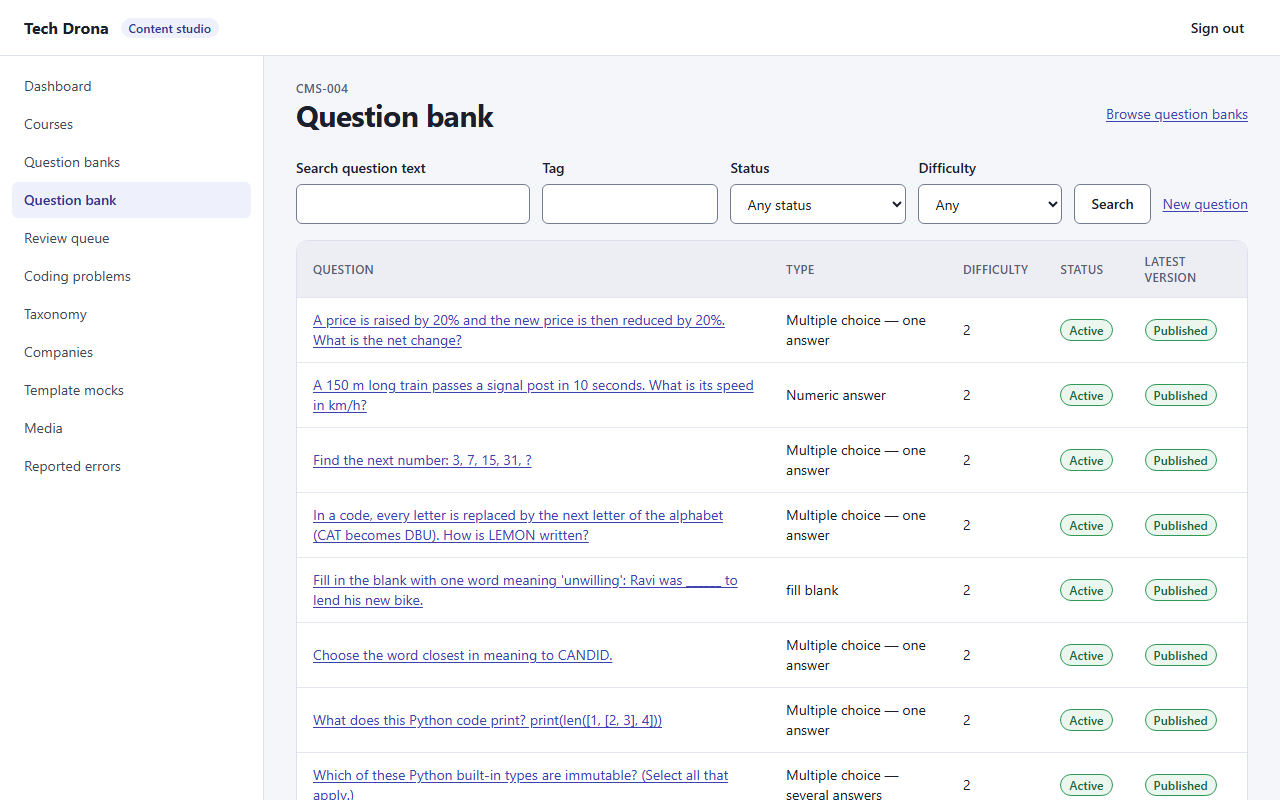 Tech Drona
Content studio
Sign out
Dashboard
Courses
Question banks
Question bank
Review queue
Coding problems
Taxonomy
Companies
Template mocks
Media
Reported errors
CMS-004
Question bank
Browse question banks
Search question text
Tag
Status
Difficulty
Any status
Any
Search
New question
QUESTION
TYPE
DIFFICULTY
STATUS
LATEST
VERSION
A price is raised by 20% and the new price is then reduced by 20%.
What is the net change?
Multiple choice — one
answer
2
Active
Published
A 150 m long train passes a signal post in 10 seconds. What is its speed
in km/h?
Numeric answer
2
Active
Published
Find the next number: 3, 7, 15, 31, ?
Multiple choice — one
answer
2
Active
Published
In a code, every letter is replaced by the next letter of the alphabet
(CAT becomes DBU). How is LEMON written?
Multiple choice — one
answer
2
Active
Published
Fill in the blank with one word meaning 'unwilling': Ravi was _____ to
lend his new bike.
fill blank
2
Active
Published
Choose the word closest in meaning to CANDID.
Multiple choice — one
answer
2
Active
Published
What does this Python code print? print(len([1, [2, 3], 4]))
Multiple choice — one
answer
2
Active
Published
Which of these Python built-in types are immutable? (Select all that
apply.)
Multiple choice —
several answers
2
Active
Published